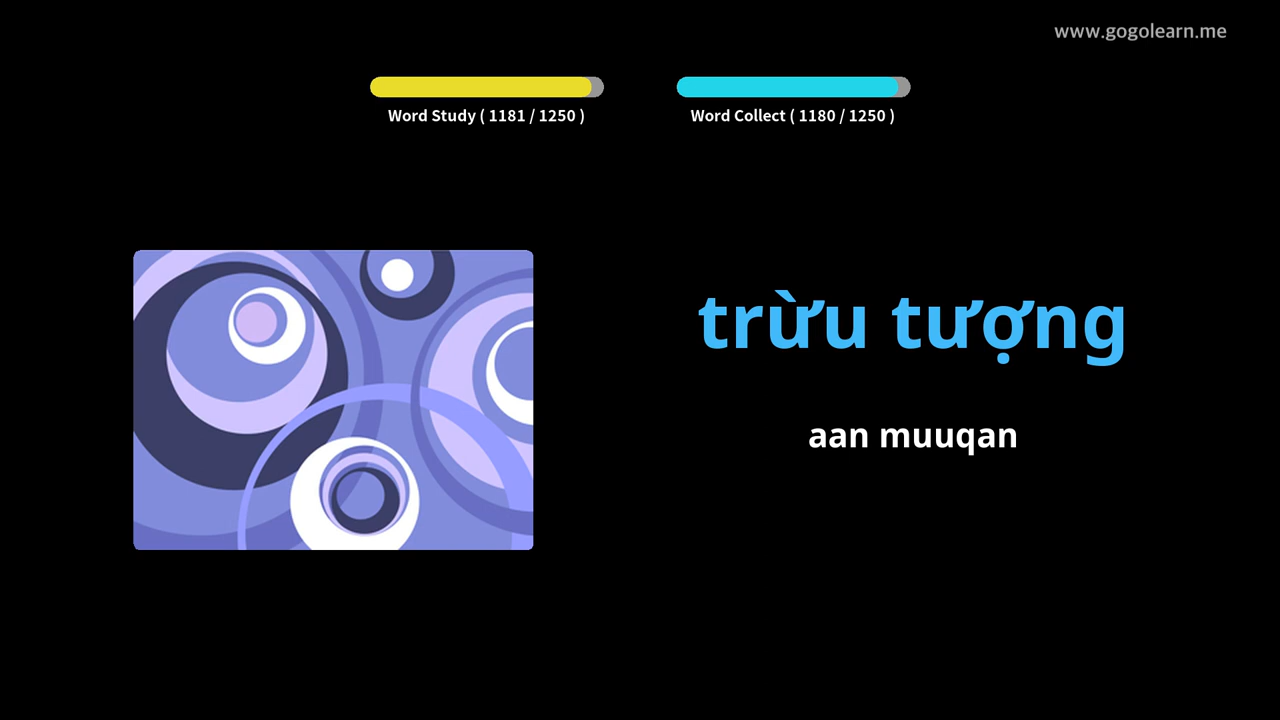 www.gogolearn.me
Word Study ( 1181 / 1250 )
Word Collect ( 1180 / 1250 )
trừu tượng
aan muuqan